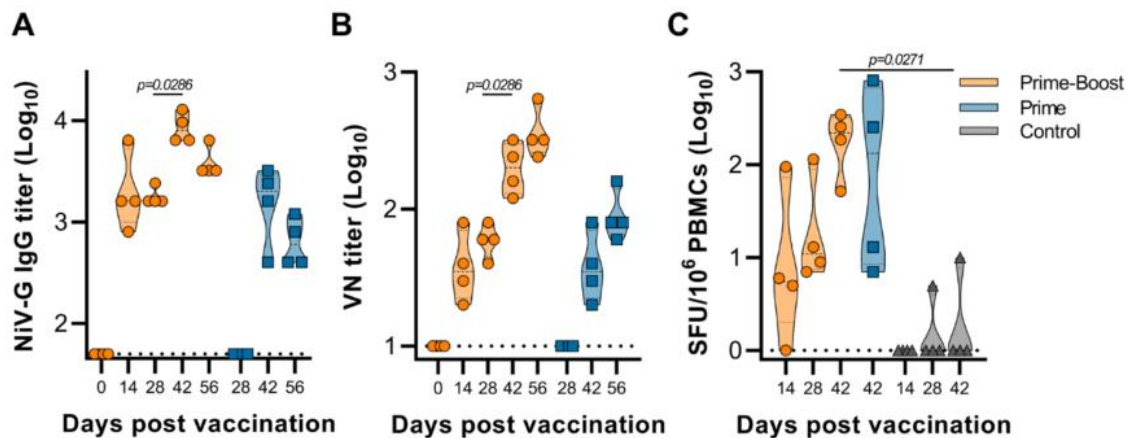 A
B
C
NiV-G IgG titer (Log10)
4
3
2
p=0.0286
0 14 28 42 56 28 42 56
Days post vaccination
VN titer (Log10)
3
2
1
p=0.0286
0 14 28 42 56 28 42 56
Days post vaccination
SFU/10⁶ PBMCs (Log10)
3
2
1
0
p=0.0271
14 28 42 42 14 28 42
Days post vaccination
Prime-Boost
Prime
Control